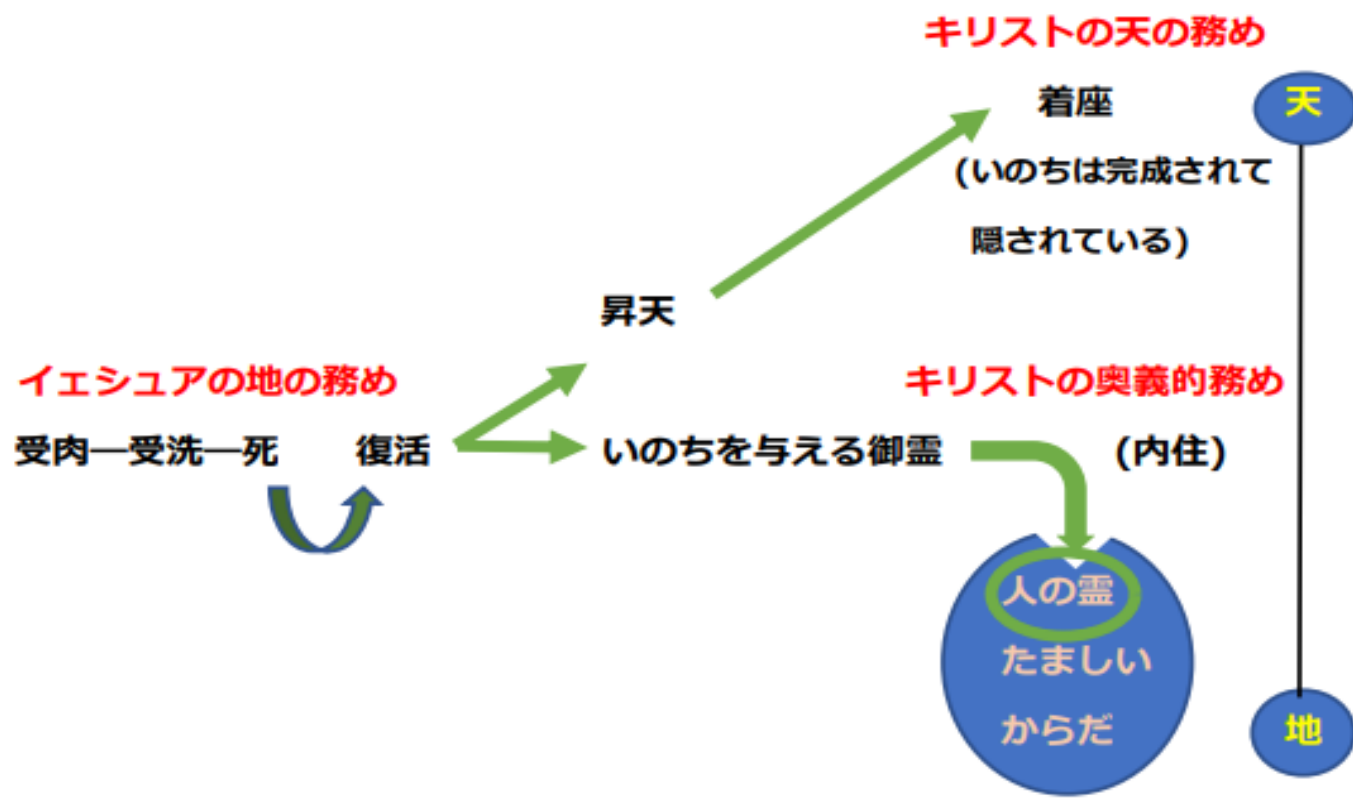 キリストの天の務め
着座
天
(いのちは完成されて
隠されている)
昇天
イェシュアの地の務め
キリストの奥義的務め
受肉―受洗―死 復活
いのちを与える御霊
(内住)
人の霊
たましい
からだ
地